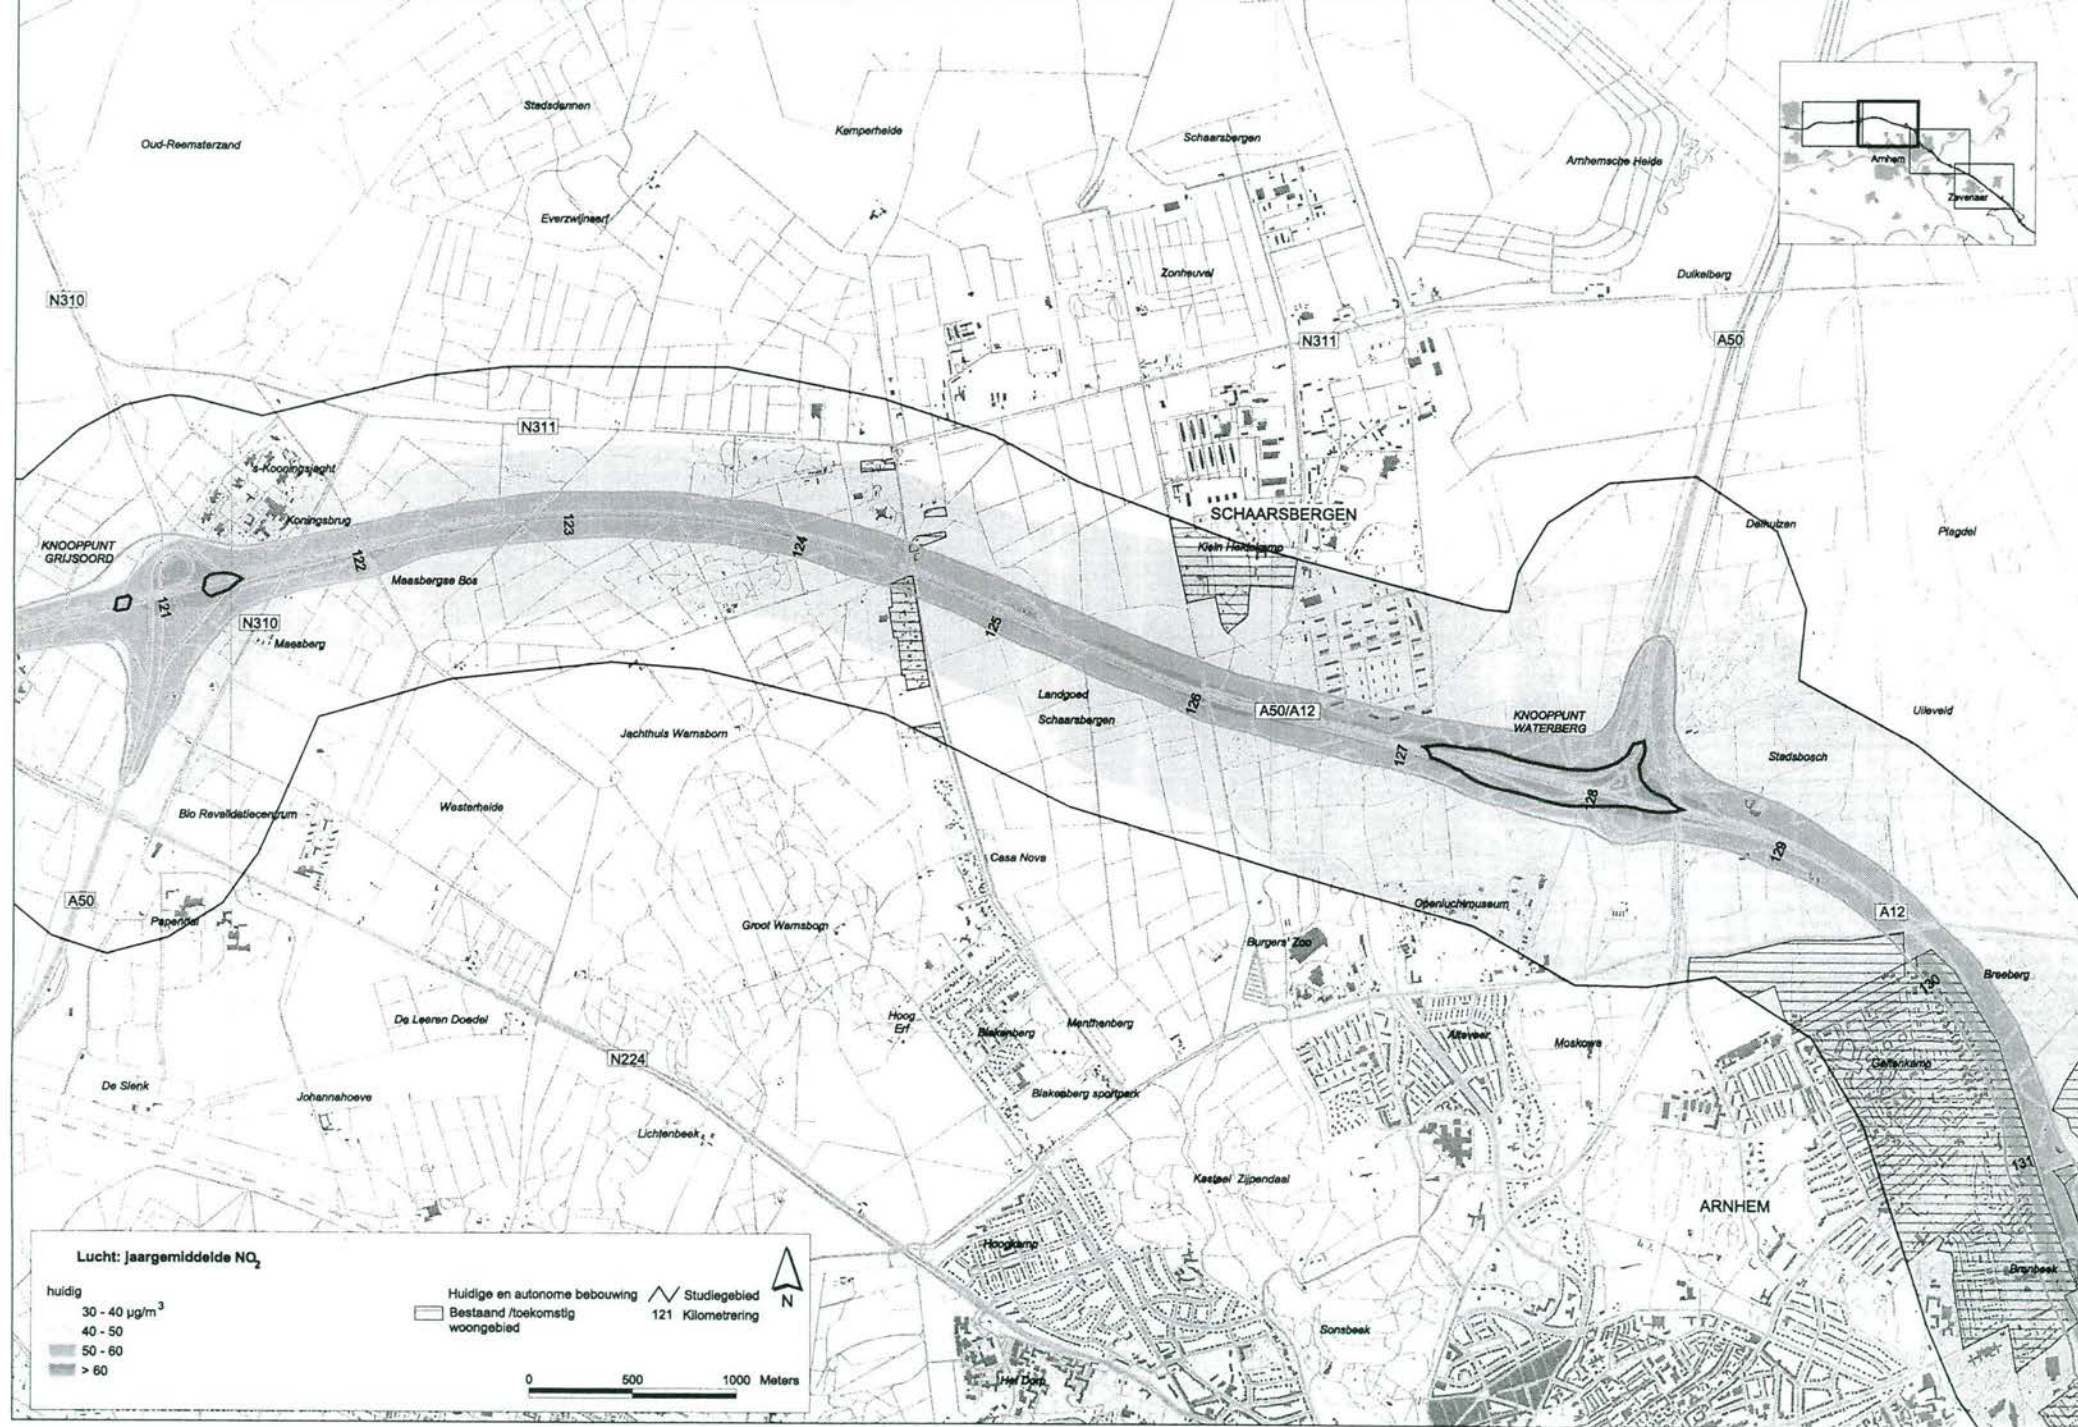 Stadsdennen
Kemperheide
Oud-Reemsterzand
Schaarsbergen
Arnhemsche Heide
Arnhem
Zevenaar
Everzwijnserf
Zonheuvel
Duikelberg
N310
N311
A50
N311
's-Kooningsjaght
Koningsbrug
SCHAARSBERGEN
Delhuizen
Plagdel
KNOOPPUNT
GRIJSOORD
Klein Heidekamp
123
124
122
Maasbergse Bos
121
N310
Maesberg
125
Landgoed
Schaarsbergen
126
A50/A12
KNOOPPUNT
WATERBERG
Uileveld
Jachthuis Warnsborn
127
Stadsbosch
128
Westerheide
Bio Revalidatiecentrum
129
Casa Nova
A50
Papendal
Openluchtmuseum
A12
Groot Warnsborn
Burgers' Zoo
Breeberg
130
De Leeren Doedel
Hoog
Erf
Blakenberg
Menthenberg
Alteveer
Moskowa
N224
Geitenkamp
De Slenk
Johannahoeve
Blakenberg sportpark
Lichtenbeek
131
Kasteel Zijpendaal
ARNHEM
Hoogkamp
Bronbeek
Sonsbeek
Het Dorp
Lucht: jaargemiddelde NO2
huidig
30 - 40 µg/m3
40 - 50
50 - 60
> 60
Huidige en autonome bebouwing
Bestaand /toekomstig
woongebied
Studiegebied
121 Kilometrering
N
0 500 1000 Meters